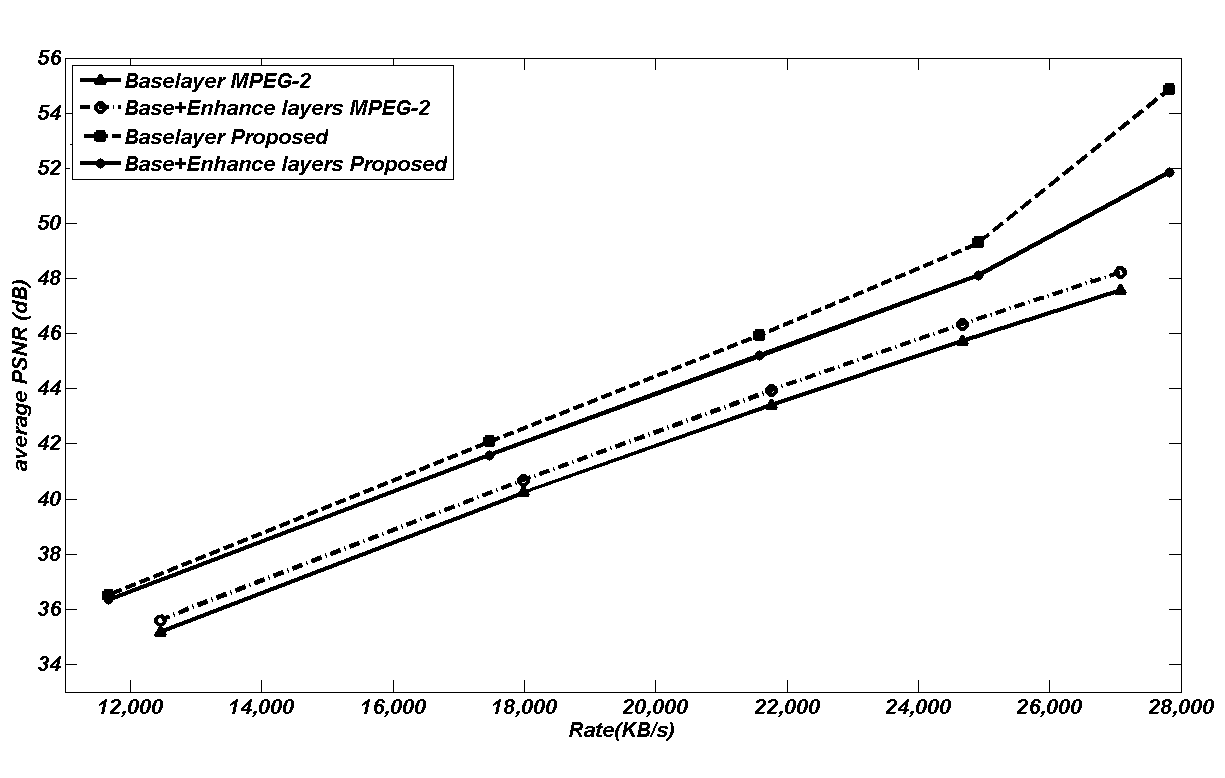 56
54
52
50
48
46
44
42
40
38
36
34
average PSNR (dB)
Baselayer MPEG-2
Base+Enhance layers MPEG-2
Baselayer Proposed
Base+Enhance layers Proposed
12,000 14,000 16,000 18,000 20,000 22,000 24,000 26,000 28,000
Rate(KB/s)